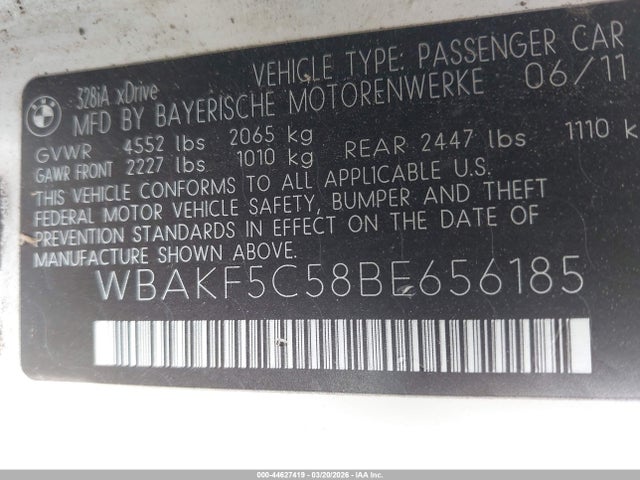 BMW
328iA xDrive
VEHICLE TYPE: PASSENGER CAR
MFD BY BAYERISCHE MOTORENWERKE 06/11
GVWR 4552 lbs 2065 kg
GAWR FRONT 2227 lbs 1010 kg REAR 2447 lbs 1110 k
THIS VEHICLE CONFORMS TO ALL APPLICABLE U.S.
FEDERAL MOTOR VEHICLE SAFETY, BUMPER AND THEFT
PREVENTION STANDARDS IN EFFECT ON THE DATE OF
MANUFACTURE SHOWN ABOVE.
WBAKF5C58BE656185
000-44627419 - 03/20/2026 - IAA Inc.